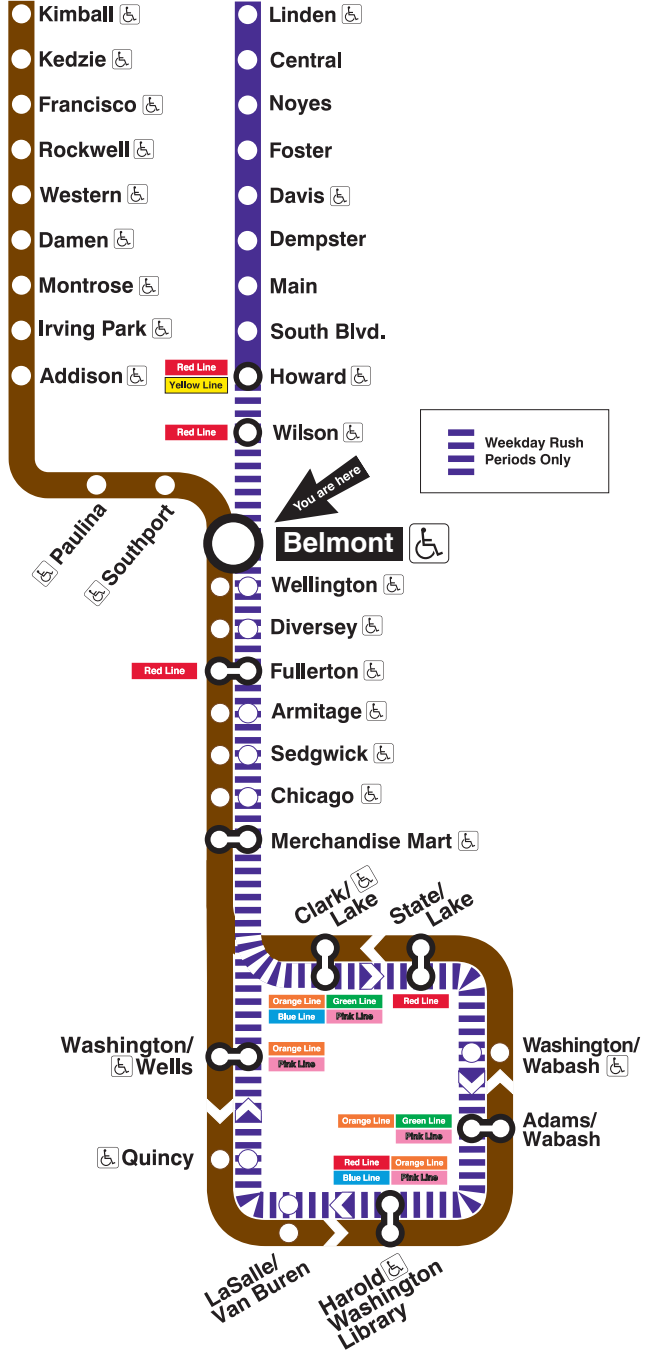 Kimball
Kedzie
Francisco
Rockwell
Western
Damen
Montrose
Irving Park
Addison
Paulina
Southport
Linden
Central
Noyes
Foster
Davis
Dempster
Main
South Blvd.
Red Line
Yellow Line
Howard
Red Line
Wilson
Weekday Rush
Periods Only
You are here
Belmont
Wellington
Diversey
Red Line
Fullerton
Armitage
Sedgwick
Chicago
Merchandise Mart
Clark/
Lake
State/
Lake
Orange Line
Green Line
Blue Line
Pink Line
Red Line
Washington/
Wells
Orange Line
Pink Line
Washington/
Wabash
Orange Line
Green Line
Pink Line
Adams/
Wabash
Quincy
Red Line
Orange Line
Blue Line
Pink Line
LaSalle/
Van Buren
Harold
Washington
Library